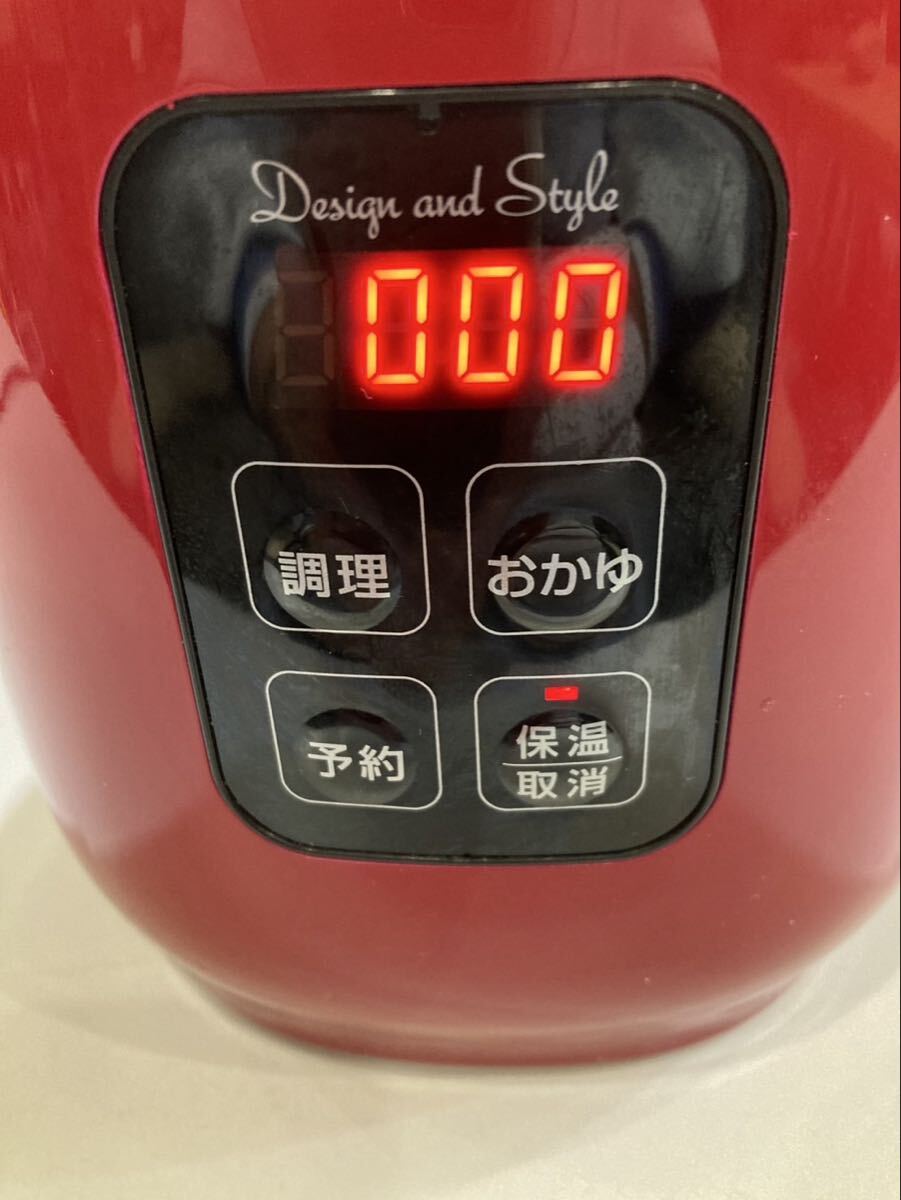 Design and Style
000
調理
おかゆ
予約
保温
取消